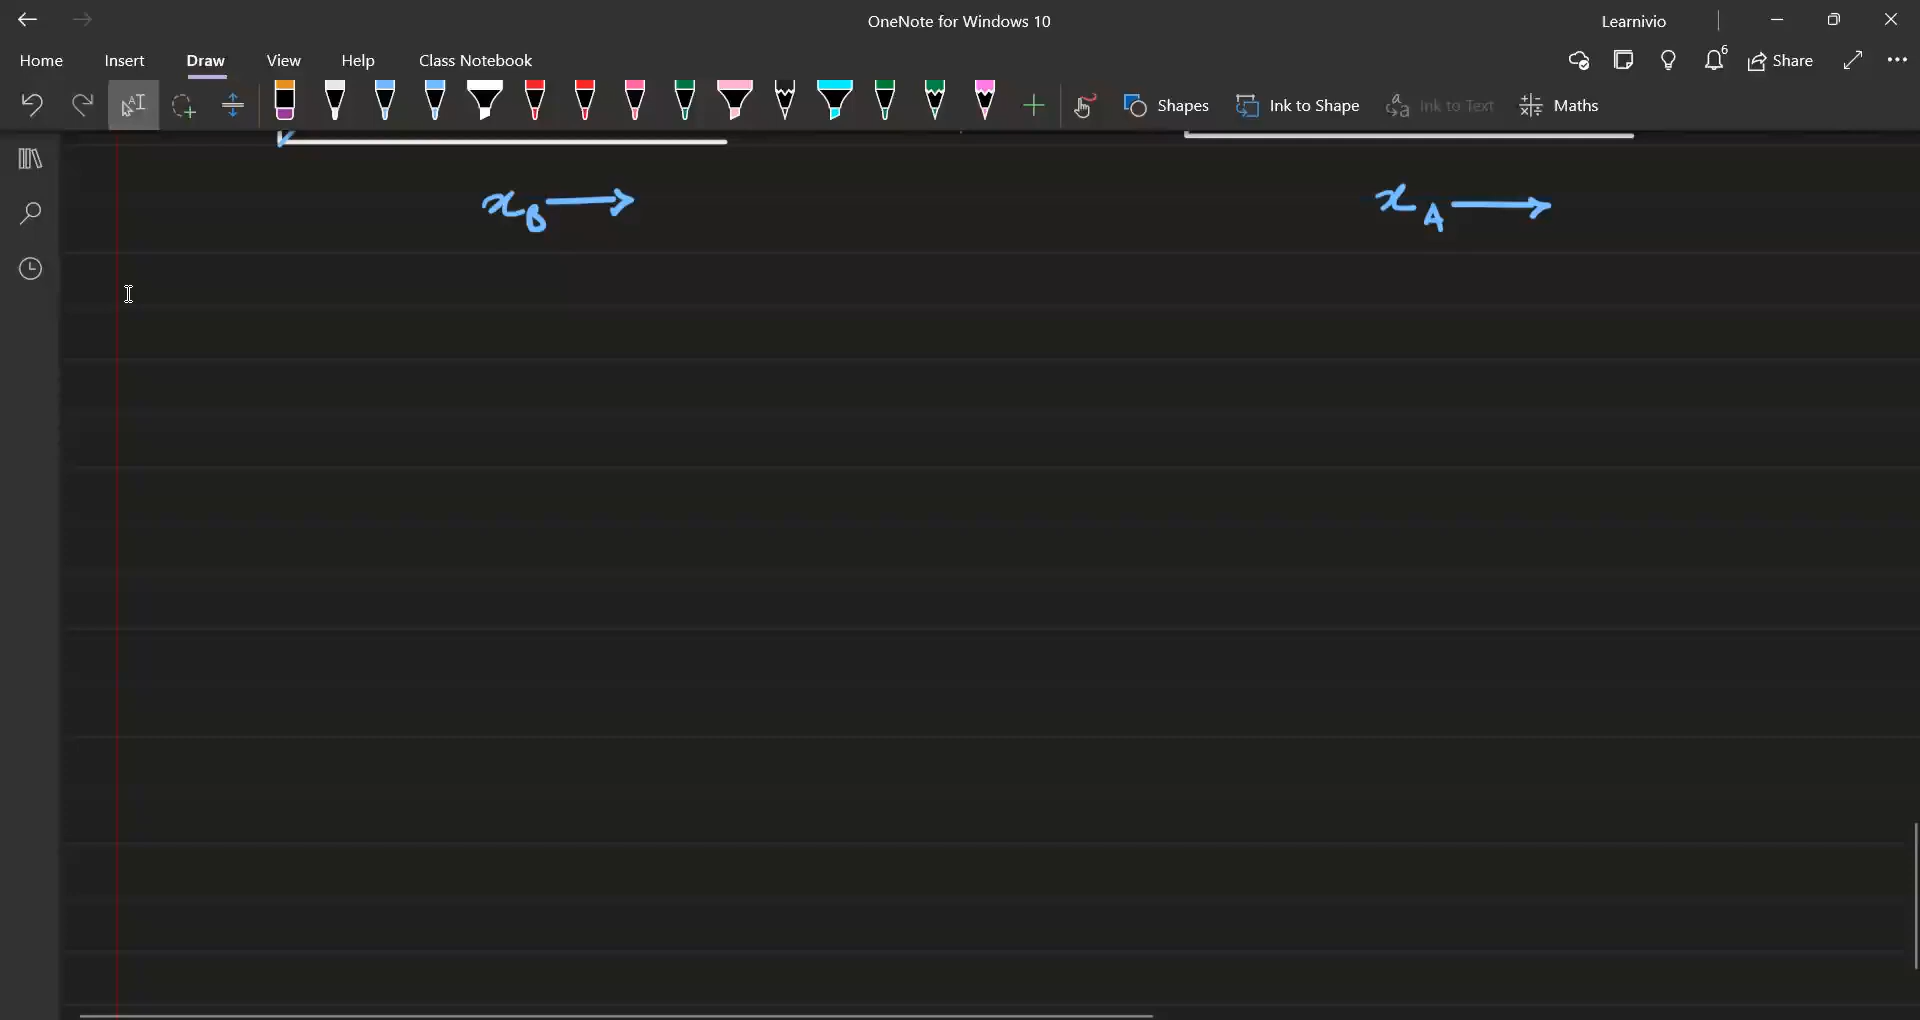 OneNote for Windows 10
Learnivio
Home Insert Draw View Help Class Notebook
6 Share
Shapes Ink to Shape Ink to Text Maths
x_B → x_A →